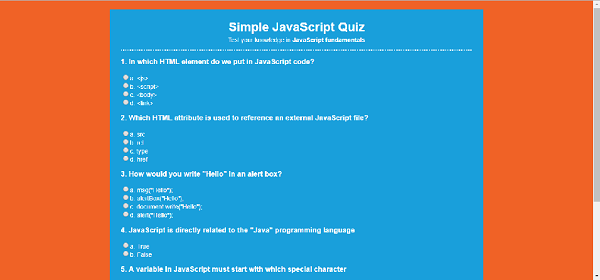 Simple JavaScript Quiz
Test your knowledge in JavaScript fundamentals
1. In which HTML element do we put in JavaScript code?
a. <js>
b. <script>
c. <body>
d. <link>
2. Which HTML attribute is used to reference an external JavaScript file?
a. src
b. rel
c. type
d. href
3. How would you write "Hello" in an alert box?
a. msg("Hello");
b. alertBox("Hello");
c. document.write("Hello");
d. alert("Hello");
4. JavaScript is directly related to the "Java" programming language
a. True
b. False
5. A variable in JavaScript must start with which special character